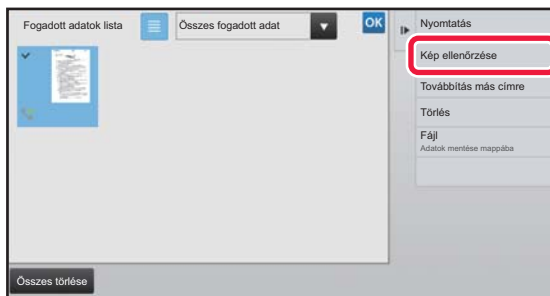 Fogadott adatok lista
Összes fogadott adat
OK
Nyomtatás
Kép ellenőrzése
Továbbítás más címre
Törlés
Fájl
Adatok mentése mappába
Összes törlése